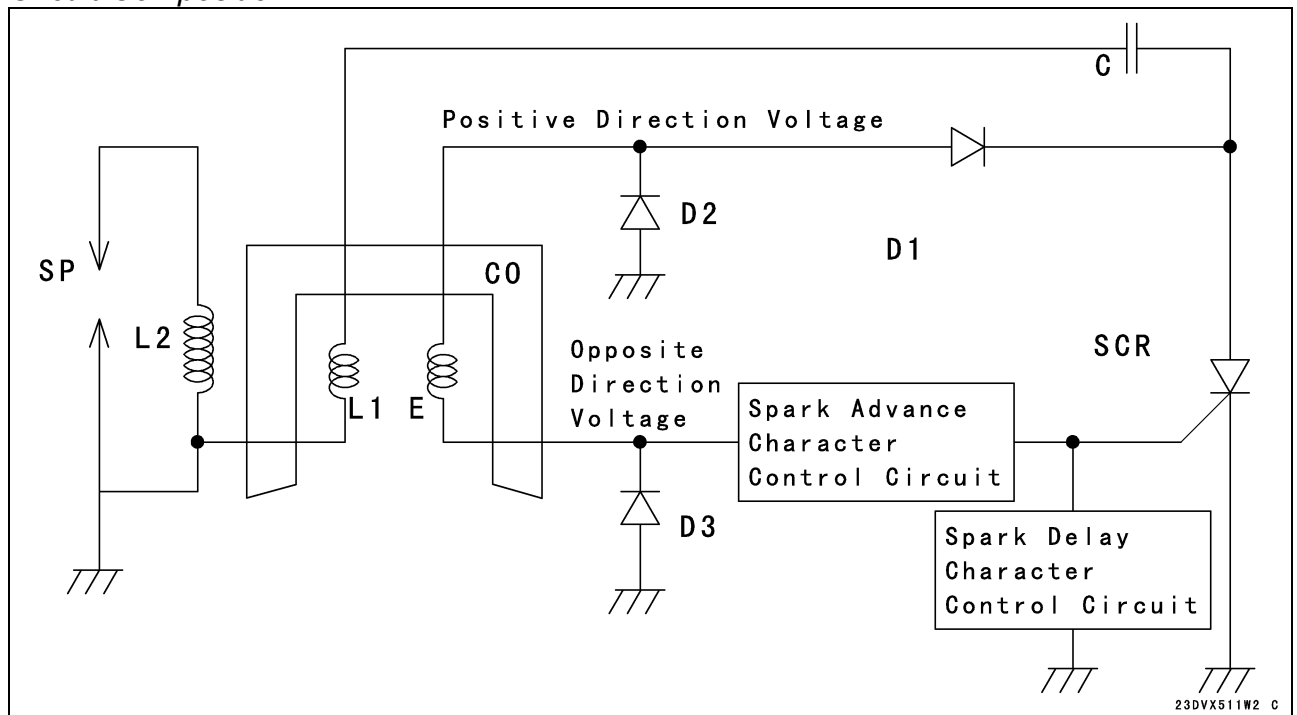 C
Positive Direction Voltage
D2
SP
CO
D1
L2
Opposite
Direction
Voltage
SCR
L1 E
Spark Advance
Character
Control Circuit
D3
Spark Delay
Character
Control Circuit
23DVX511W2 C